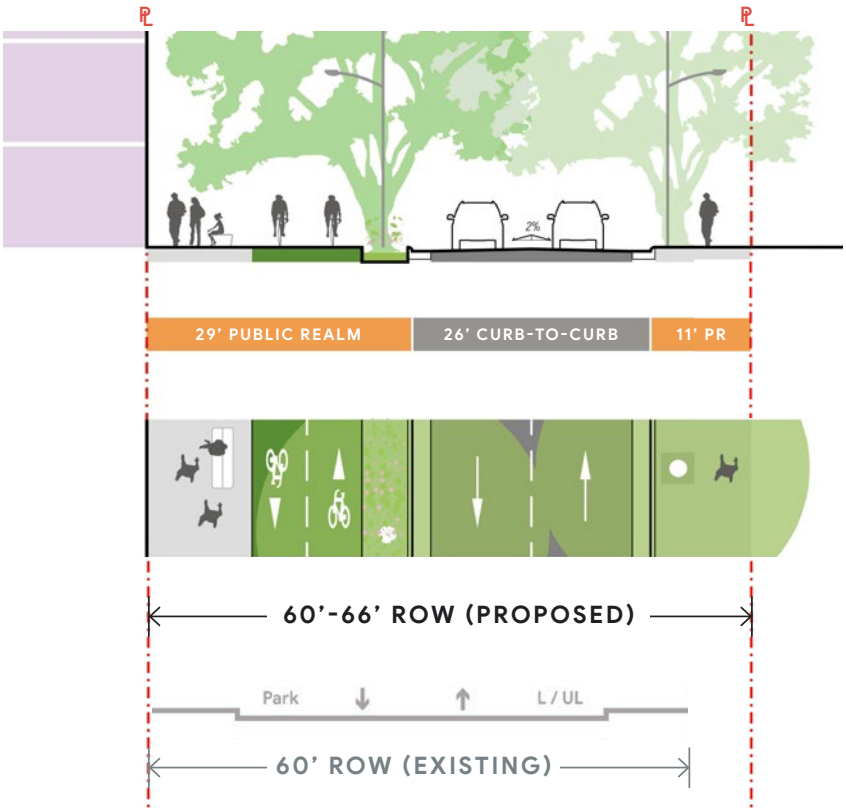 PL PL
2%
29’ PUBLIC REALM 26’ CURB-TO-CURB 11’ PR
60’-66’ ROW (PROPOSED)
Park ↓ ↑ L / UL
60’ ROW (EXISTING)